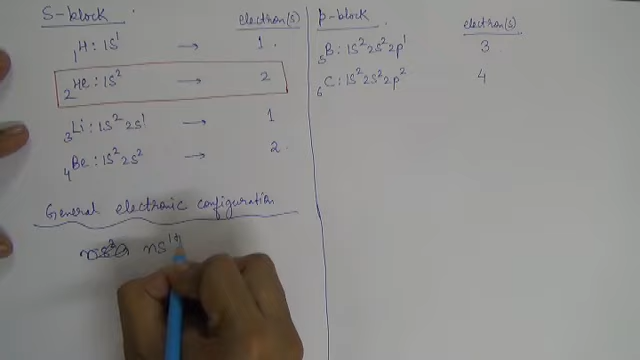 S-block
electron(s)
₁H : 1S¹ → 1
₂He : 1S² → 2
₃Li : 1S² 2S¹ → 1
₄Be : 1S² 2S² → 2
General electronic configuration
nS¹
p-block
electron(s)
₅B : 1S² 2S² 2p¹ 3
₆C : 1S² 2S² 2p² 4